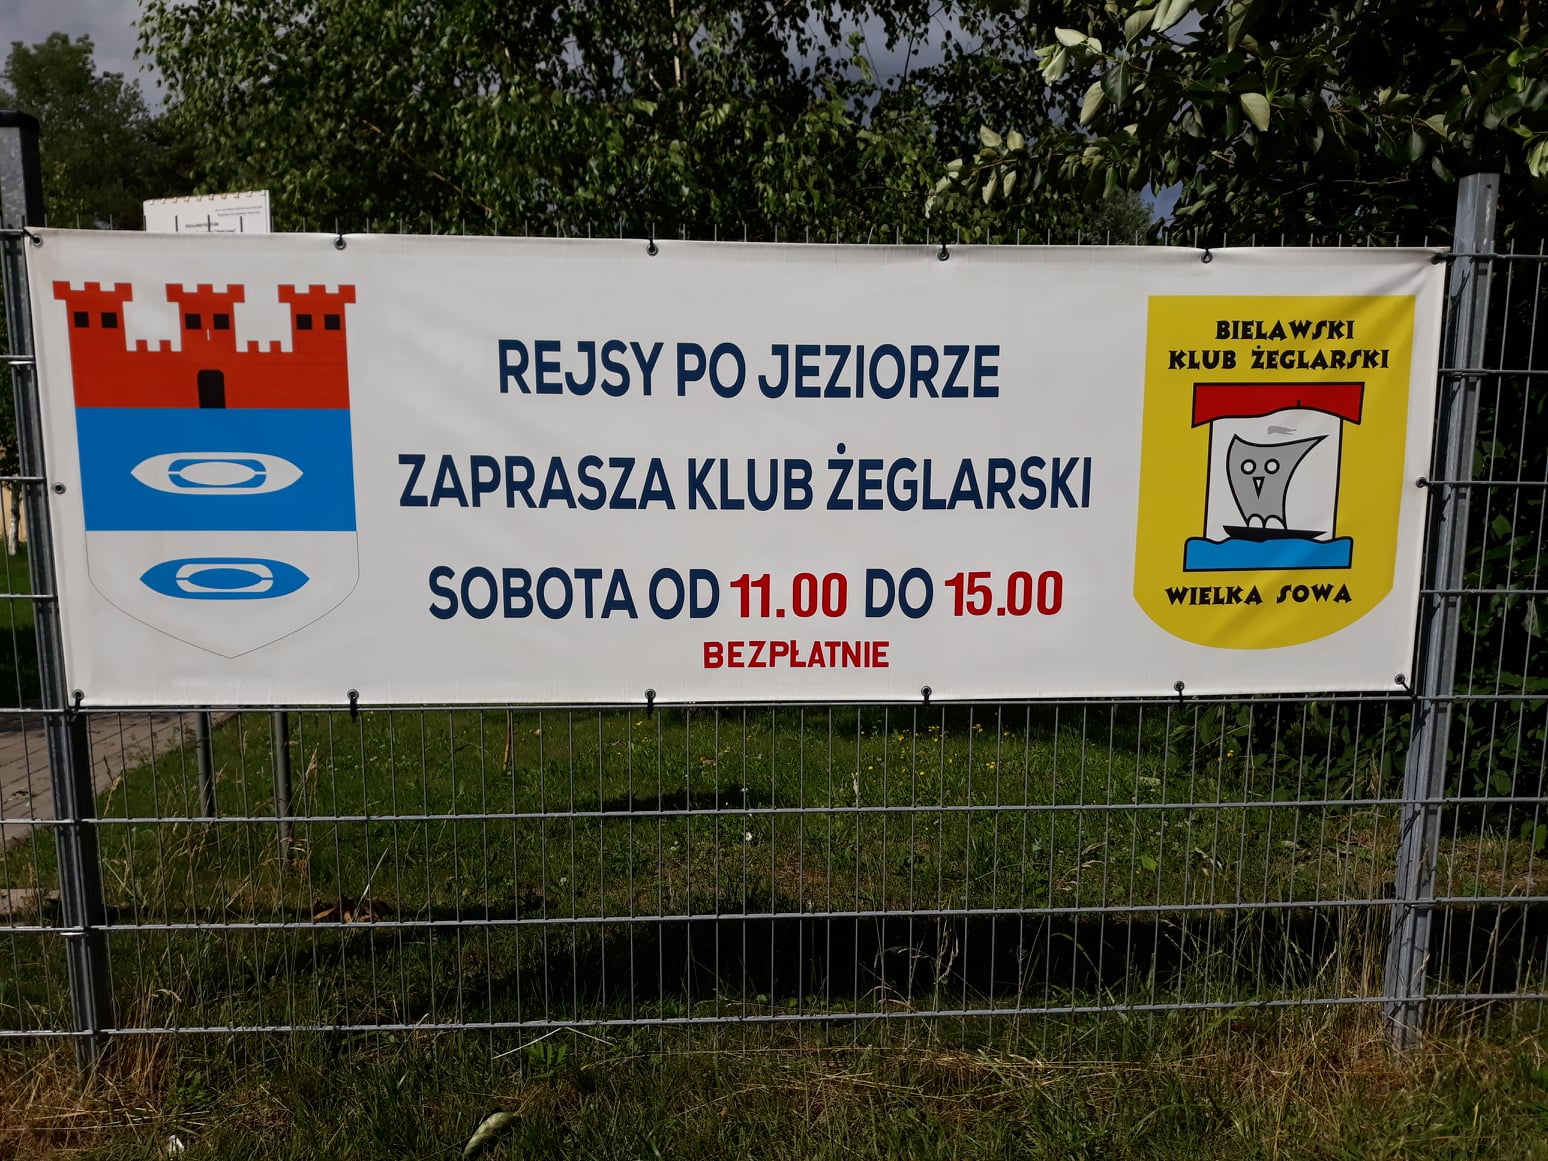 REJSY PO JEZIORZE
ZAPRASZA KLUB ŻEGLARSKI
SOBOTA OD 11.00 DO 15.00
BEZPŁATNIE
BIELAWSKI
KLUB ŻEGLARSKI
WIELKA SOWA